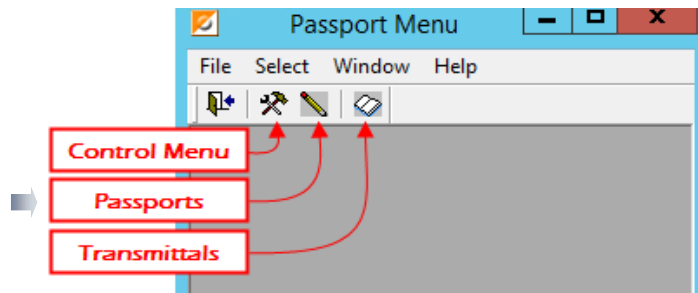 Passport Menu
File Select Window Help
Control Menu
Passports
Transmittals